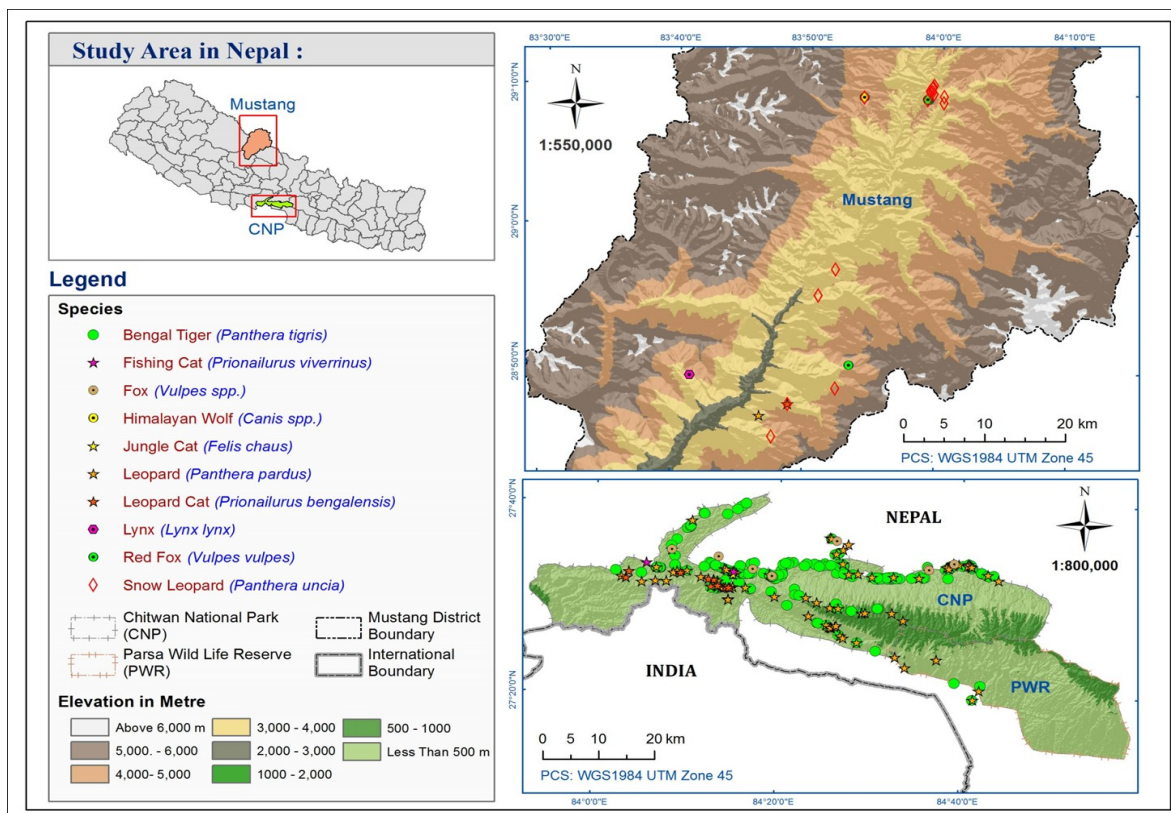 Study Area in Nepal :
Mustang
CNP
Legend
Species
Bengal Tiger (Panthera tigris)
Fishing Cat (Prionailurus viverrinus)
Fox (Vulpes spp.)
Himalayan Wolf (Canis spp.)
Jungle Cat (Felis chaus)
Leopard (Panthera pardus)
Leopard Cat (Prionailurus bengalensis)
Lynx (Lynx lynx)
Red Fox (Vulpes vulpes)
Snow Leopard (Panthera uncia)
Chitwan National Park
(CNP)
Mustang District
Boundary
Parsa Wild Life Reserve
(PWR)
International
Boundary
Elevation in Metre
Above 6,000 m
3,000 - 4,000
500 - 1000
5,000. - 6,000
2,000 - 3,000
Less Than 500 m
4,000- 5,000
1000 - 2,000
83°30'0"E
83°40'0"E
83°50'0"E
84°0'0"E
84°10'0"E
29°10'0"N
29°0'0"N
28°50'0"N
N
1:550,000
Mustang
0 5 10 20 km
PCS: WGS1984 UTM Zone 45
27°40'0"N
27°20'0"N
NEPAL
N
1:800,000
CNP
INDIA
PWR
0 5 10 20 km
PCS: WGS1984 UTM Zone 45
84°0'0"E
84°20'0"E
84°40'0"E